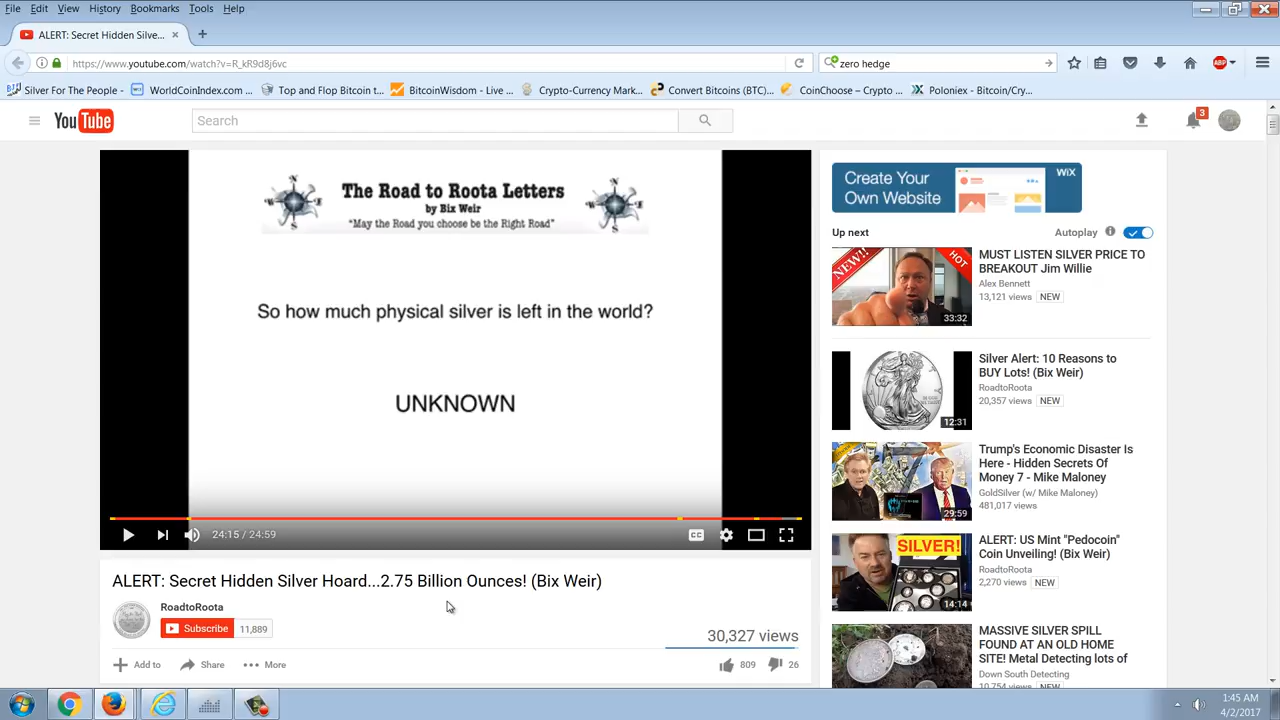 File Edit View History Bookmarks Tools Help
ALERT: Secret Hidden Silve...
https://www.youtube.com/watch?v=R_kR9d8j6vc
zero hedge
ABP
Silver For The People - WorldCoinIndex.com ... Top and Flop Bitcoin t... BitcoinWisdom - Live ... Crypto-Currency Mark... Convert Bitcoins (BTC)... CoinChoose – Crypto ... Poloniex - Bitcoin/Cry...
YouTube
Search
3
The Road to Roota Letters
by Bix Weir
"May the Road you choose be the Right Road"
So how much physical silver is left in the world?
UNKNOWN
24:15 / 24:59
CC
ALERT: Secret Hidden Silver Hoard...2.75 Billion Ounces! (Bix Weir)
RoadtoRoota
Subscribe 11,889
30,327 views
Add to Share More
809 26
Create Your
Own Website
WiX
Up next Autoplay
NEW!!
HOT
33:32
MUST LISTEN SILVER PRICE TO
BREAKOUT Jim Willie
Alex Bennett
13,121 views NEW
12:31
Silver Alert: 10 Reasons to
BUY Lots! (Bix Weir)
RoadtoRoota
20,357 views NEW
29:59
Trump's Economic Disaster Is
Here - Hidden Secrets Of
Money 7 - Mike Maloney
GoldSilver (w/ Mike Maloney)
481,017 views
SILVER!
14:14
ALERT: US Mint "Pedocoin"
Coin Unveiling! (Bix Weir)
RoadtoRoota
2,270 views NEW
MASSIVE SILVER SPILL
FOUND AT AN OLD HOME
SITE! Metal Detecting lots of
Down South Detecting
10,754 views NEW
1:45 AM
4/2/2017